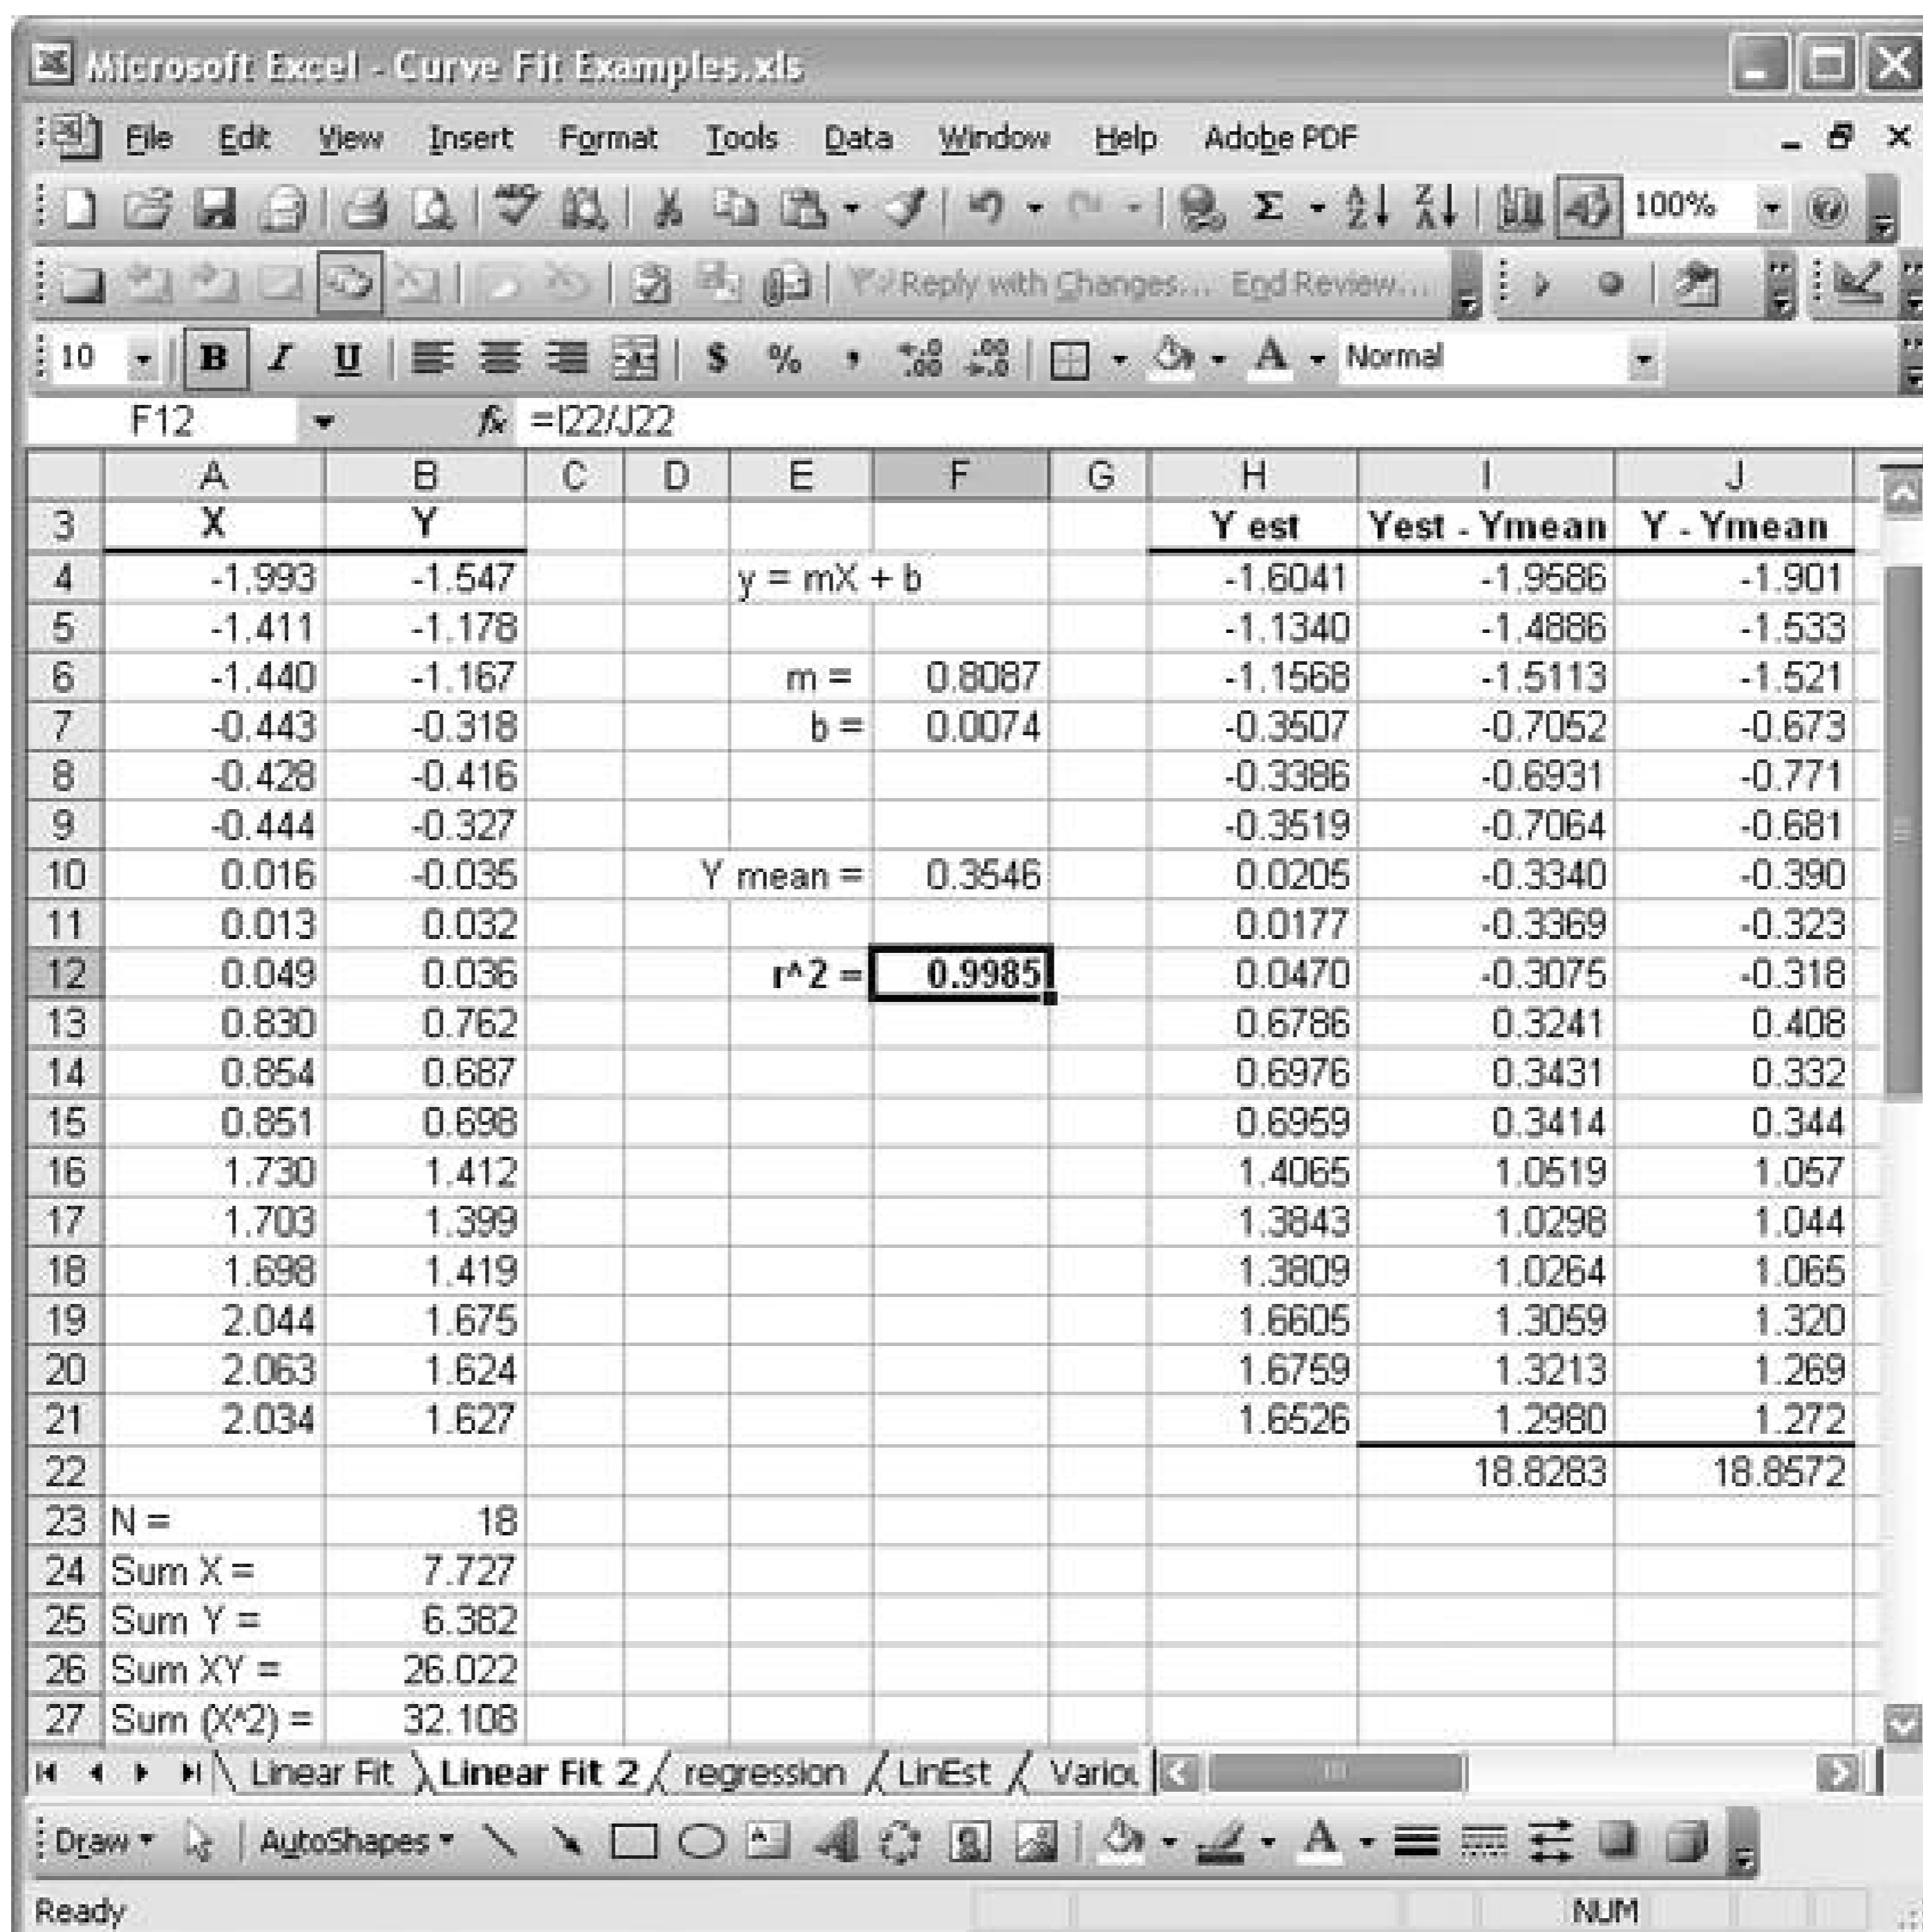 Microsoft Excel - Curve Fit Examples.xls
File Edit View Insert Format Tools Data Window Help Adobe PDF
100%
Reply with Changes... End Review...
10 B I U $ % , Normal
F12 fx =I22/J22
A B C D E F G H I J
3 X Y Y est Yest - Ymean Y - Ymean
4 -1.993 -1.547 y = mX + b -1.6041 -1.9586 -1.901
5 -1.411 -1.178 -1.1340 -1.4886 -1.533
6 -1.440 -1.167 m = 0.8087 -1.1568 -1.5113 -1.521
7 -0.443 -0.318 b = 0.0074 -0.3507 -0.7052 -0.673
8 -0.428 -0.416 -0.3386 -0.6931 -0.771
9 -0.444 -0.327 -0.3519 -0.7064 -0.681
10 0.016 -0.035 Y mean = 0.3546 0.0205 -0.3340 -0.390
11 0.013 0.032 0.0177 -0.3369 -0.323
12 0.049 0.036 r^2 = 0.9985 0.0470 -0.3075 -0.318
13 0.830 0.762 0.6786 0.3241 0.408
14 0.854 0.687 0.6976 0.3431 0.332
15 0.851 0.698 0.6959 0.3414 0.344
16 1.730 1.412 1.4065 1.0519 1.057
17 1.703 1.399 1.3843 1.0298 1.044
18 1.698 1.419 1.3809 1.0264 1.065
19 2.044 1.675 1.6605 1.3059 1.320
20 2.063 1.624 1.6759 1.3213 1.269
21 2.034 1.627 1.6526 1.2980 1.272
22 18.8283 18.8572
23 N = 18
24 Sum X = 7.727
25 Sum Y = 6.382
26 Sum XY = 26.022
27 Sum (X^2) = 32.108
Linear Fit Linear Fit 2 regression LinEst Variou
Draw AutoShapes A
Ready NUM